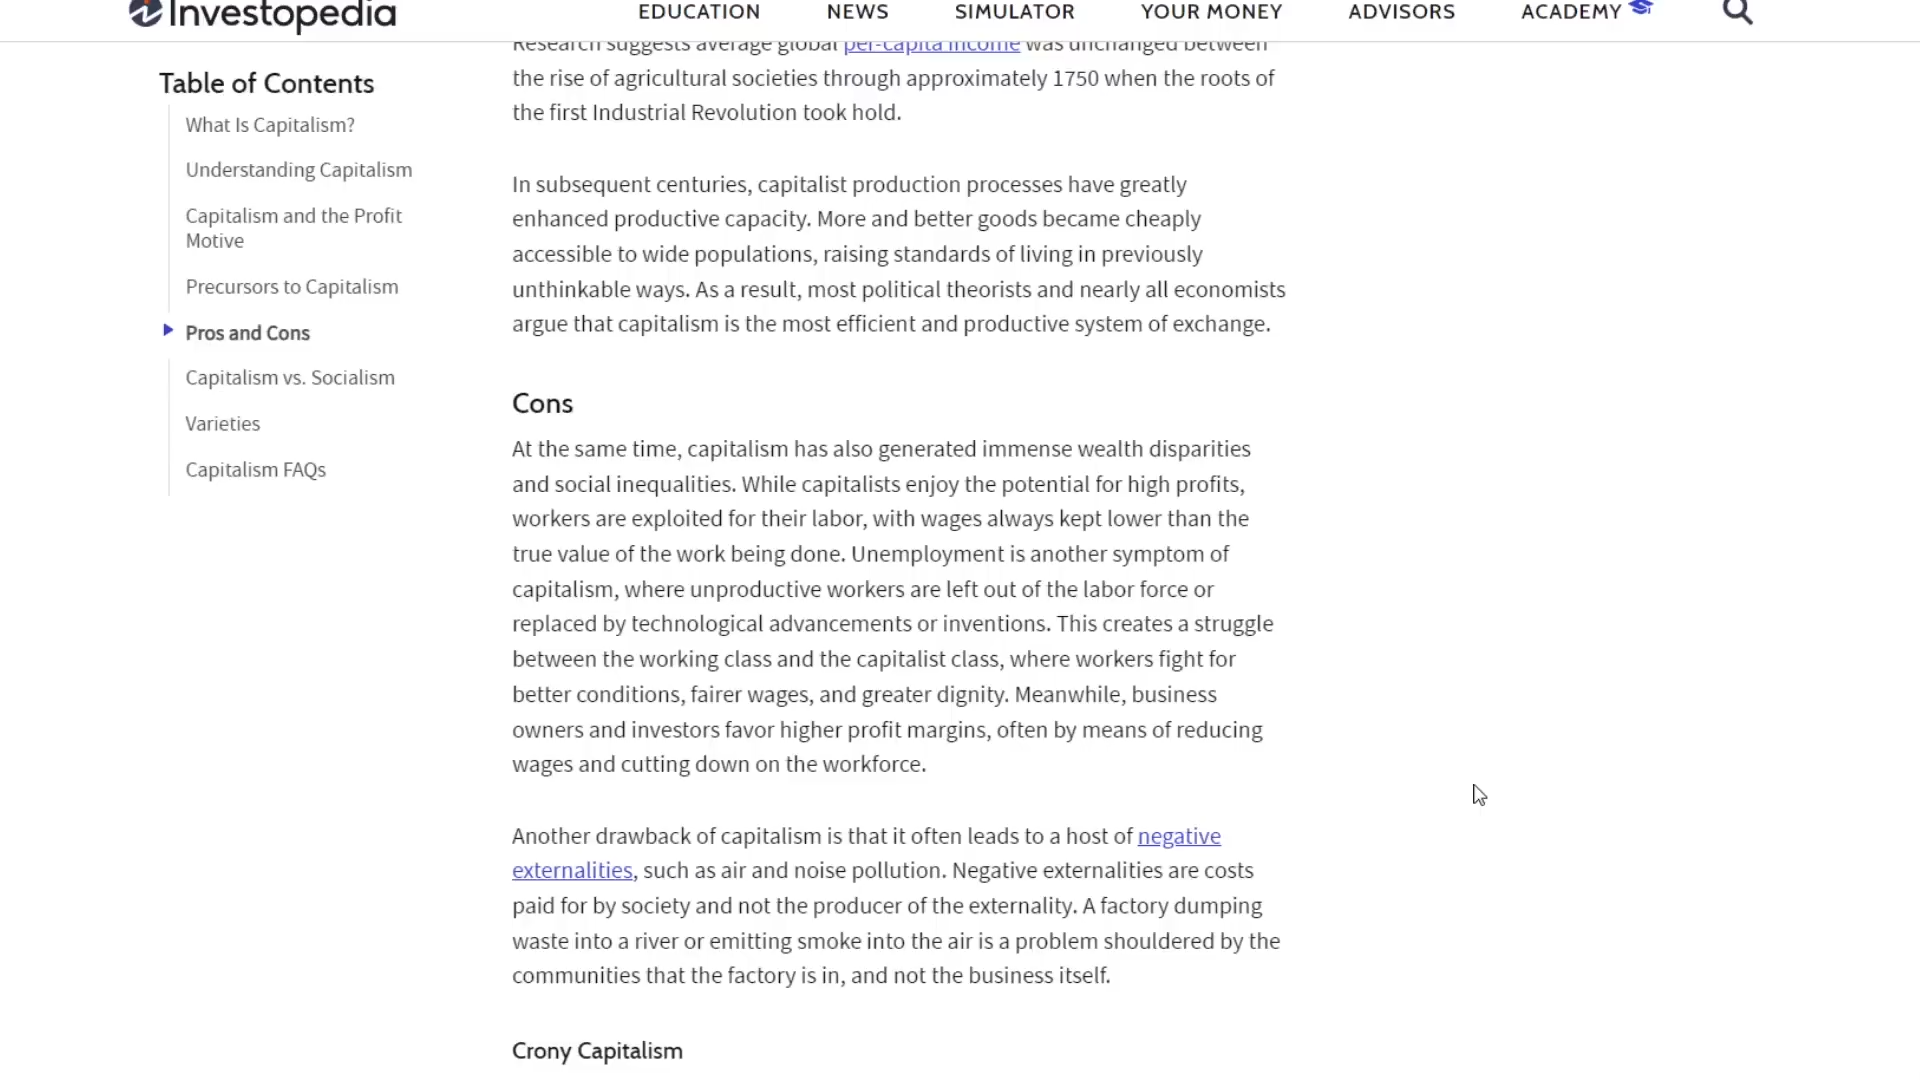 Investopedia
EDUCATION
NEWS
SIMULATOR
YOUR MONEY
ADVISORS
ACADEMY
Table of Contents
What Is Capitalism?
Understanding Capitalism
Capitalism and the Profit
Motive
Precursors to Capitalism
Pros and Cons
Capitalism vs. Socialism
Varieties
Capitalism FAQs
Research suggests average global per-capita income was unchanged between
the rise of agricultural societies through approximately 1750 when the roots of
the first Industrial Revolution took hold.
In subsequent centuries, capitalist production processes have greatly
enhanced productive capacity. More and better goods became cheaply
accessible to wide populations, raising standards of living in previously
unthinkable ways. As a result, most political theorists and nearly all economists
argue that capitalism is the most efficient and productive system of exchange.
Cons
At the same time, capitalism has also generated immense wealth disparities
and social inequalities. While capitalists enjoy the potential for high profits,
workers are exploited for their labor, with wages always kept lower than the
true value of the work being done. Unemployment is another symptom of
capitalism, where unproductive workers are left out of the labor force or
replaced by technological advancements or inventions. This creates a struggle
between the working class and the capitalist class, where workers fight for
better conditions, fairer wages, and greater dignity. Meanwhile, business
owners and investors favor higher profit margins, often by means of reducing
wages and cutting down on the workforce.
Another drawback of capitalism is that it often leads to a host of negative
externalities, such as air and noise pollution. Negative externalities are costs
paid for by society and not the producer of the externality. A factory dumping
waste into a river or emitting smoke into the air is a problem shouldered by the
communities that the factory is in, and not the business itself.
Crony Capitalism